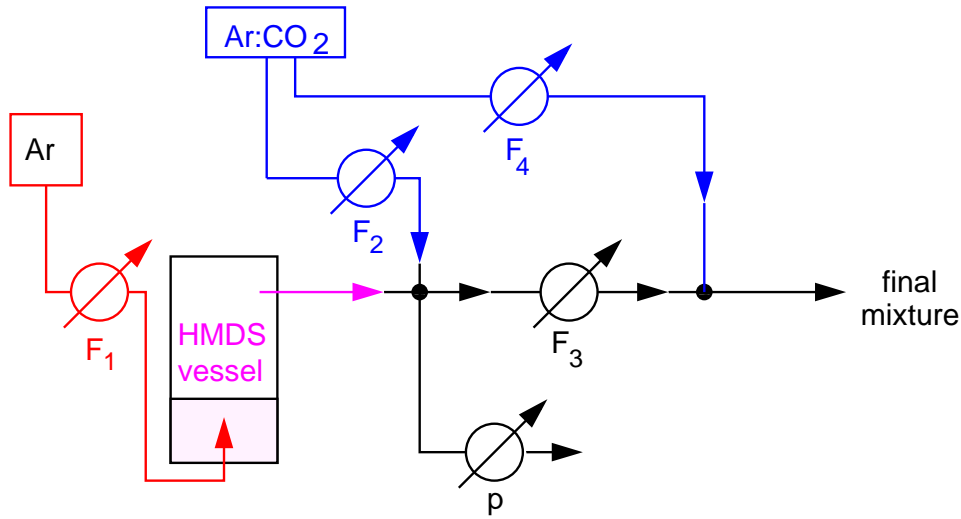 Ar:CO2
F4
Ar
F2
F1
HMDS
vessel
F3
final
mixture
p